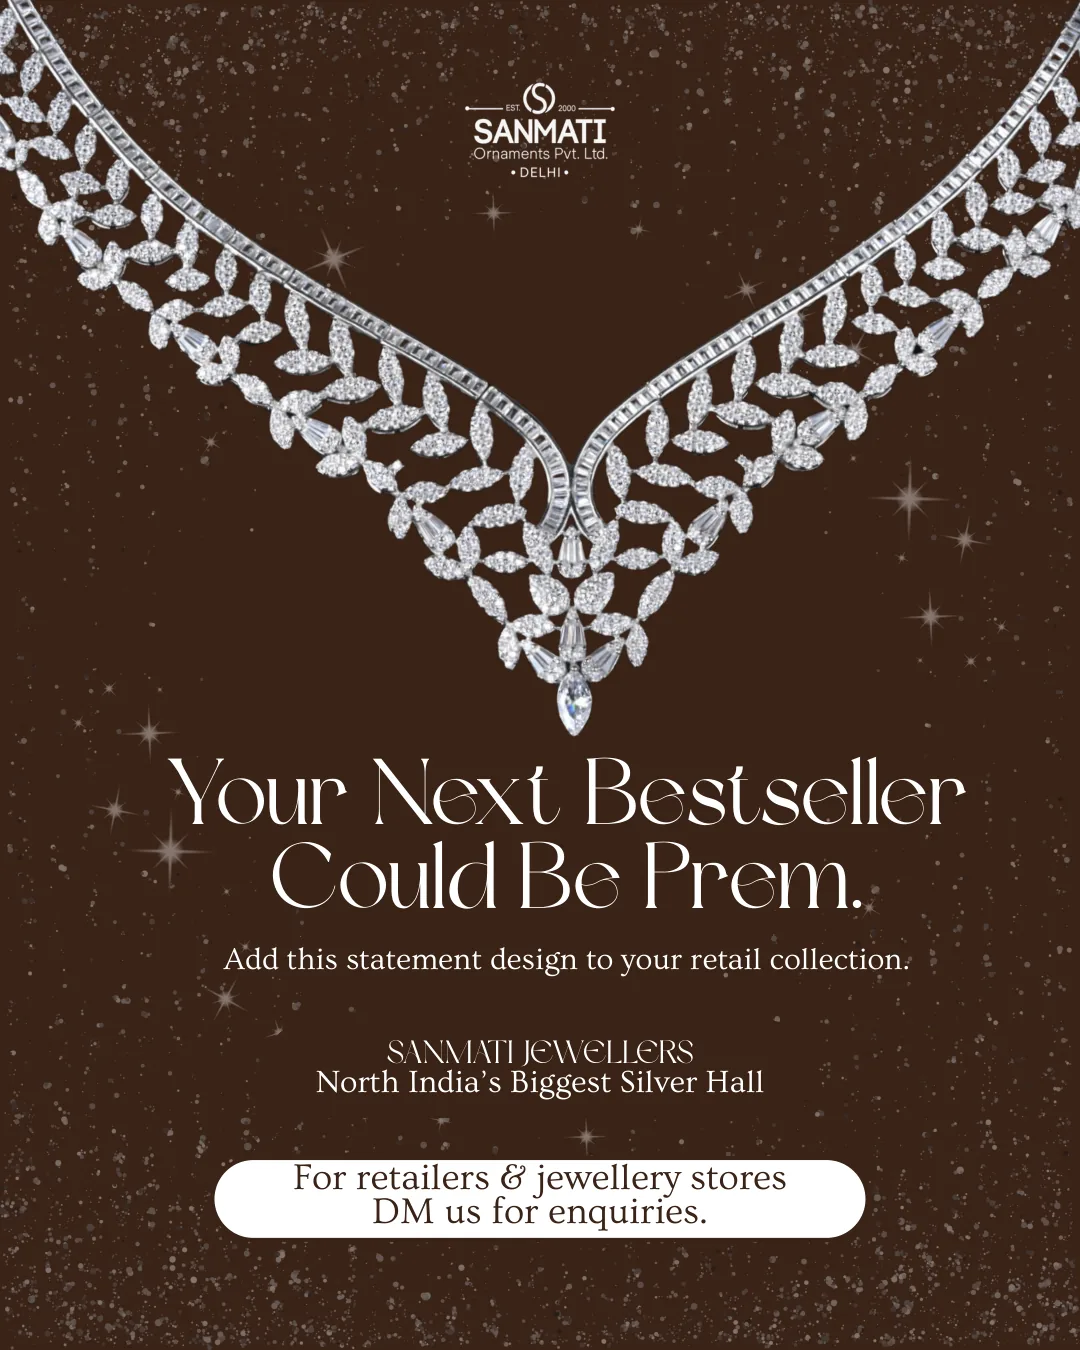 EST. 2000
SANMATI
Ornaments Pvt. Ltd.
• DELHI •
Your Next Bestseller
Could Be Prem.
Add this statement design to your retail collection.
SANMATI JEWELLERS
North India’s Biggest Silver Hall
For retailers & jewellery stores
DM us for enquiries.